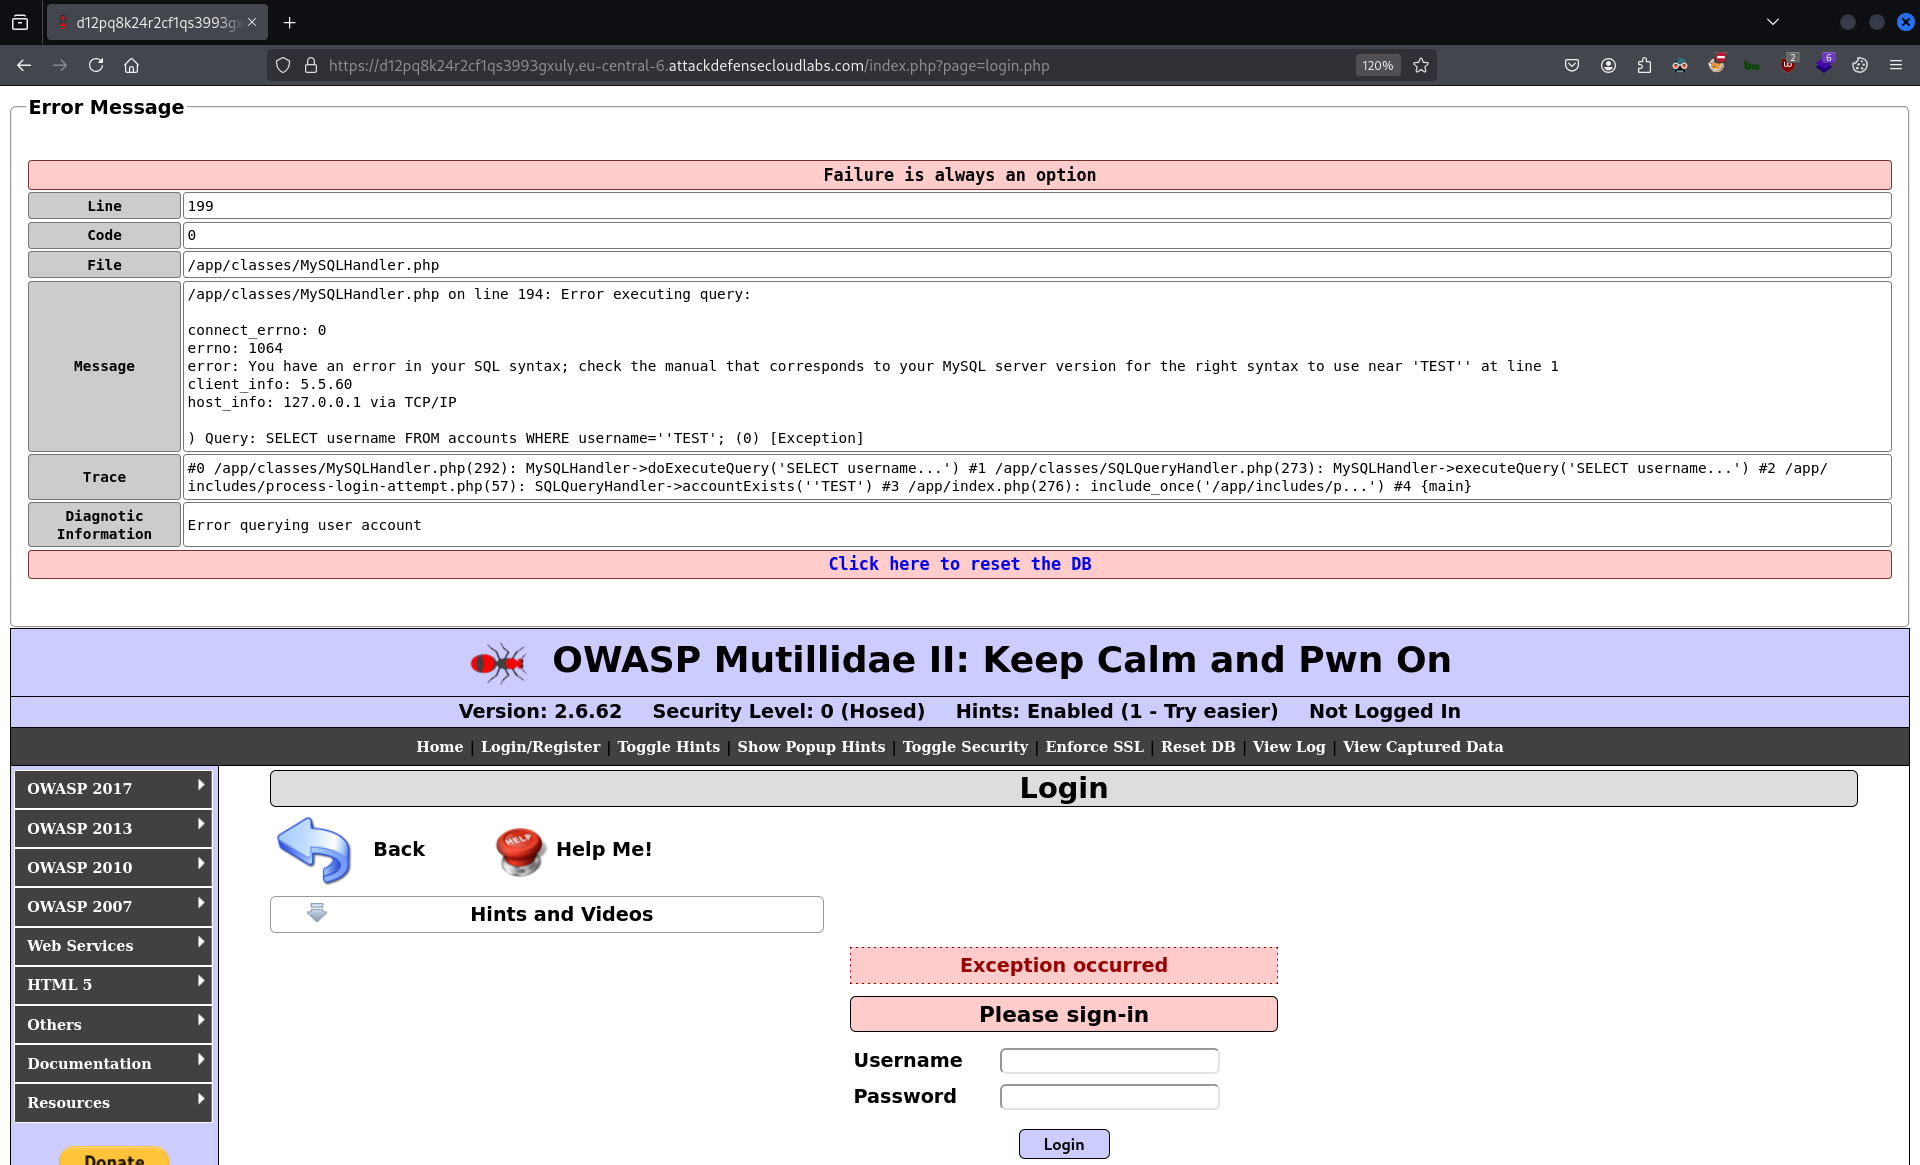 d12pq8k24r2cf1qs3993gx
https://d12pq8k24r2cf1qs3993gxuly.eu-central-6.attackdefensecloudlabs.com/index.php?page=login.php
120%
2
6
Error Message
Failure is always an option
Line 199
Code 0
File /app/classes/MySQLHandler.php
Message
/app/classes/MySQLHandler.php on line 194: Error executing query:
connect_errno: 0
errno: 1064
error: You have an error in your SQL syntax; check the manual that corresponds to your MySQL server version for the right syntax to use near 'TEST'' at line 1
client_info: 5.5.60
host_info: 127.0.0.1 via TCP/IP
) Query: SELECT username FROM accounts WHERE username=''TEST'; (0) [Exception]
Trace
#0 /app/classes/MySQLHandler.php(292): MySQLHandler->doExecuteQuery('SELECT username...') #1 /app/classes/SQLQueryHandler.php(273): MySQLHandler->executeQuery('SELECT username...') #2 /app/
includes/process-login-attempt.php(57): SQLQueryHandler->accountExists(''TEST') #3 /app/index.php(276): include_once('/app/includes/p...') #4 {main}
Diagnostic
Information
Error querying user account
Click here to reset the DB
OWASP Mutillidae II: Keep Calm and Pwn On
Version: 2.6.62 Security Level: 0 (Hosed) Hints: Enabled (1 - Try easier) Not Logged In
Home | Login/Register | Toggle Hints | Show Popup Hints | Toggle Security | Enforce SSL | Reset DB | View Log | View Captured Data
OWASP 2017
OWASP 2013
OWASP 2010
OWASP 2007
Web Services
HTML 5
Others
Documentation
Resources
Donate
Login
Back
HELP
Help Me!
Hints and Videos
Exception occurred
Please sign-in
Username
Password
Login